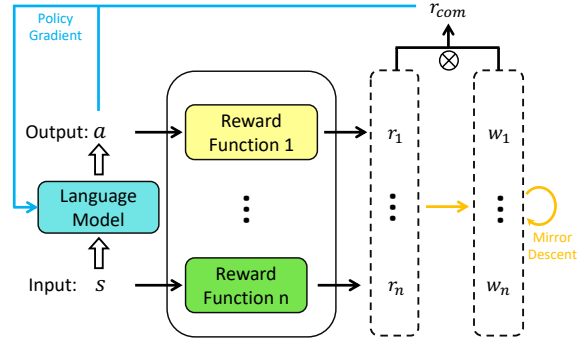 Policy
Gradient
r_com
⊗
Output: a
Reward
Function 1
r_1
w_1
Language
Model
⋮
⋮
⋮
Mirror
Descent
Input: s
Reward
Function n
r_n
w_n